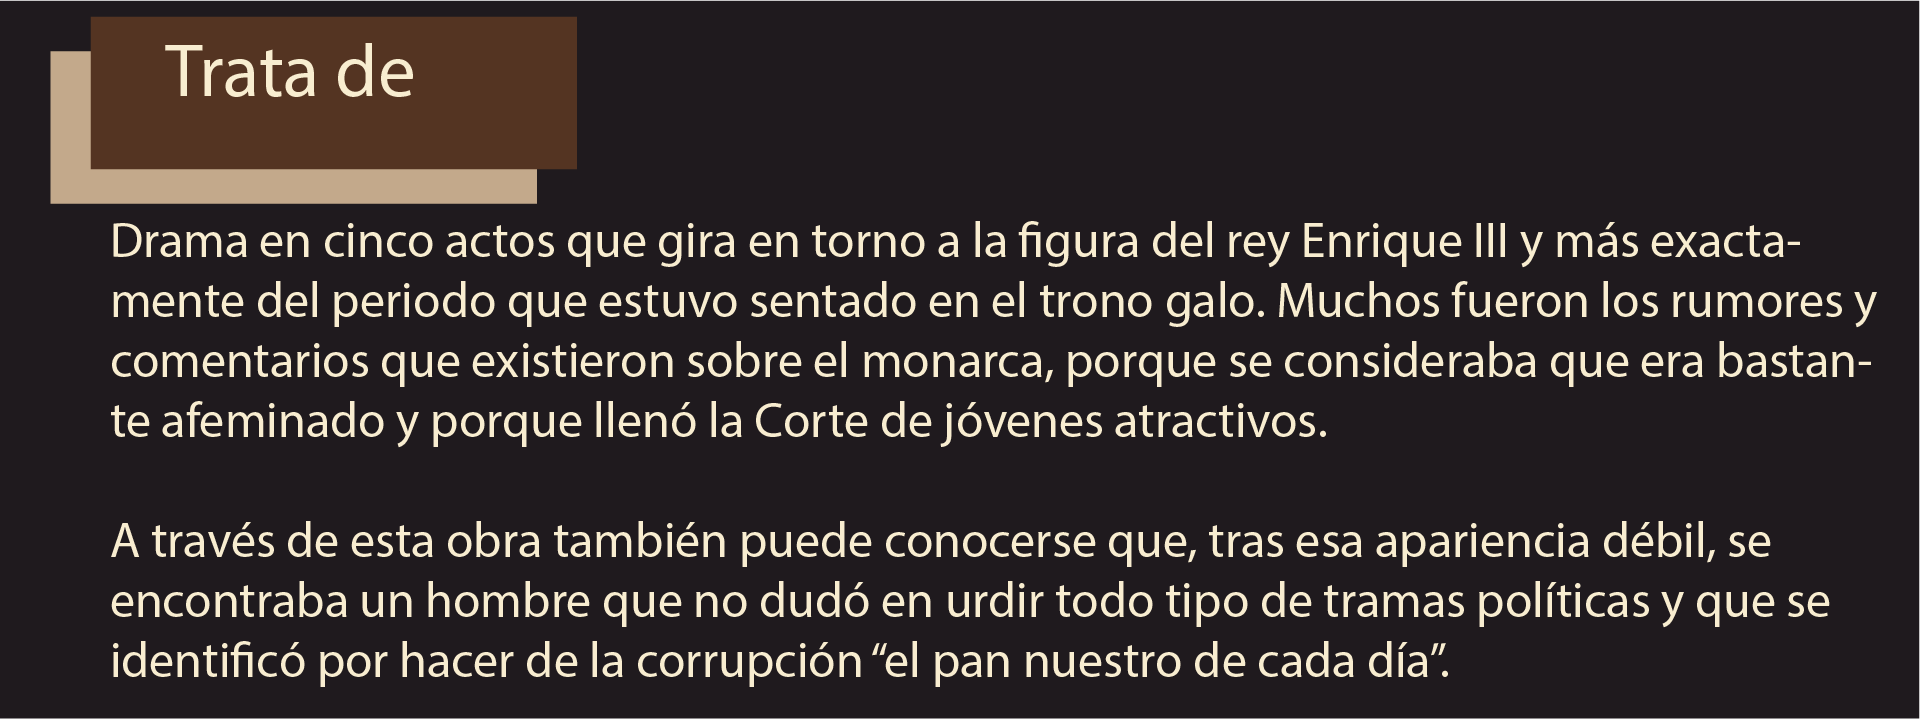 Trata de
Drama en cinco actos que gira en torno a la figura del rey Enrique III y más exacta-
mente del periodo que estuvo sentado en el trono galo. Muchos fueron los rumores y
comentarios que existieron sobre el monarca, porque se consideraba que era bastan-
te afeminado y porque llenó la Corte de jóvenes atractivos.
A través de esta obra también puede conocerse que, tras esa apariencia débil, se
encontraba un hombre que no dudó en urdir todo tipo de tramas políticas y que se
identificó por hacer de la corrupción “el pan nuestro de cada día”.